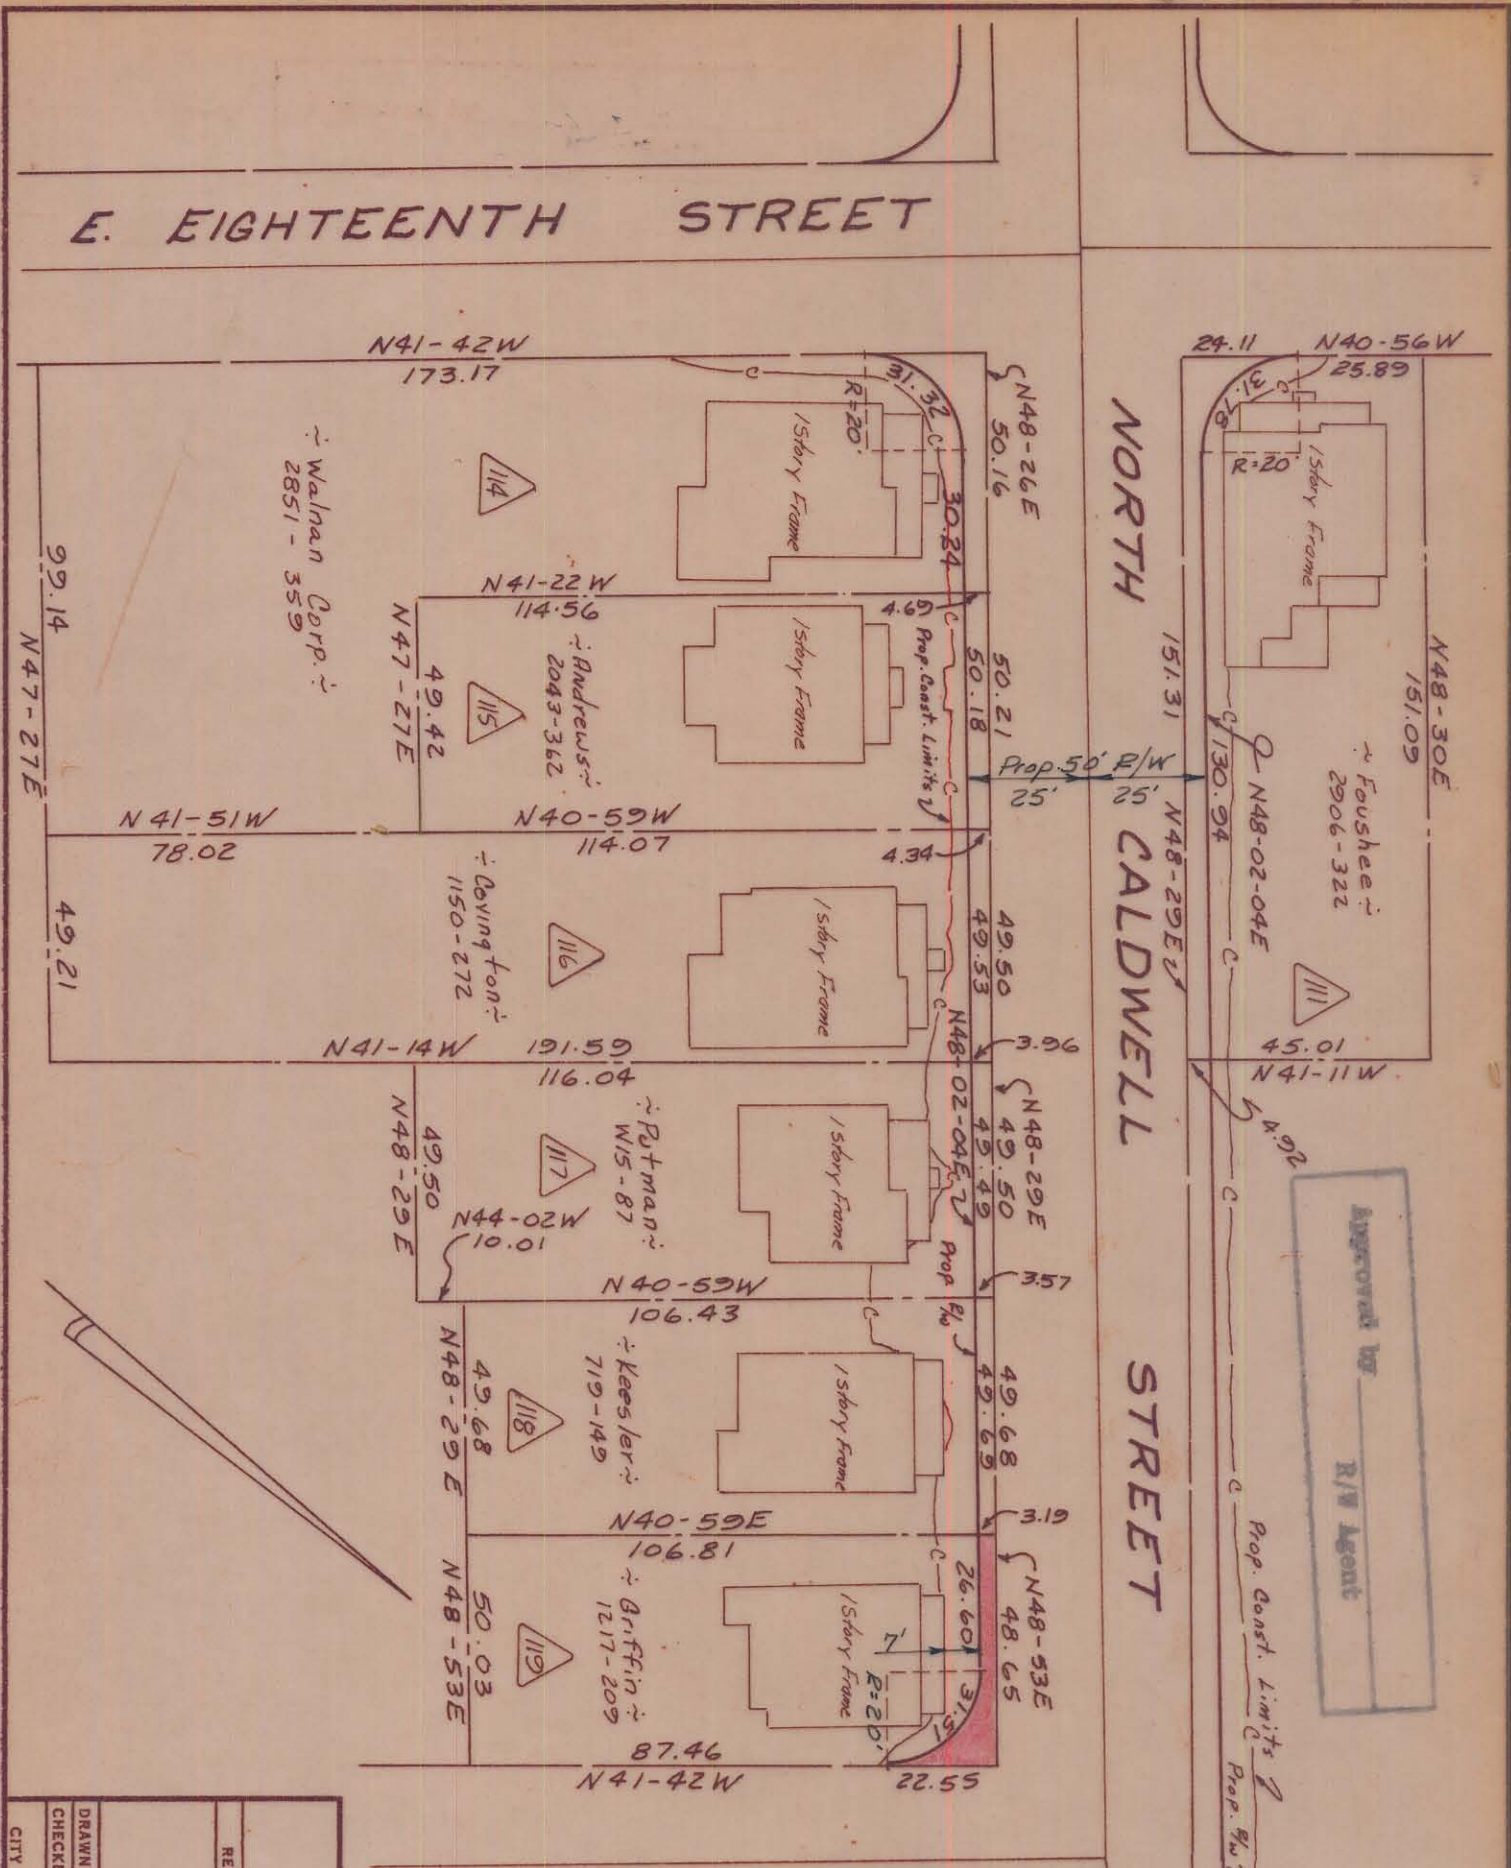 E. EIGHTEENTH STREET
NORTH CALDWELL STREET
N41-42W
173.17
C
31.32
R=20'
C
N48-26E
50.16
24.11
N40-56W
25.89
31.78
C
R=20'
1 Story Frame
114
1 Story Frame
30.24
÷ Walnan Corp. ÷
2851 - 359
99.14
N47-27E
N41-22W
114.56
4.69
C
N47-27E
49.42
115
÷ Andrews ÷
2043-362
1 Story Frame
Prop. Const. Limits
50.18
50.21
C
Prop. 50' R/W
25'
25'
151.31
N48-29E
C
130.94
N48-02-04E
~ Foushee ÷
2906-322
N48-30E
151.09
111
N41-51W
78.02
N40-59W
114.07
4.34
49.21
÷ Covington ÷
1150-272
116
1 Story Frame
C
49.53
49.50
C
45.01
N41-11W
4.92
N41-14W
191.59
116.04
3.96
N48-02-04E
N48-29E
49.50
49.49
N48-29E
49.50
117
÷ Putman ÷
W15-87
1 Story Frame
C
N44-02W
10.01
N40-59W
106.43
3.57
Prop R/W
C
Approved by
R/W Agent
N48-29E
49.68
118
÷ Keesler ÷
719-149
1 Story Frame
49.69
49.68
C
N40-59E
106.81
3.19
C
N48-53E
50.03
119
÷ Griffin ÷
1217-209
1 Story Frame
7'
R=20'
26.60
31.51
N48-53E
48.65
87.46
N41-42W
22.55
Prop. Const. Limits
C
Prop. R/W
RE
DRAWN
CHECKE
CITY